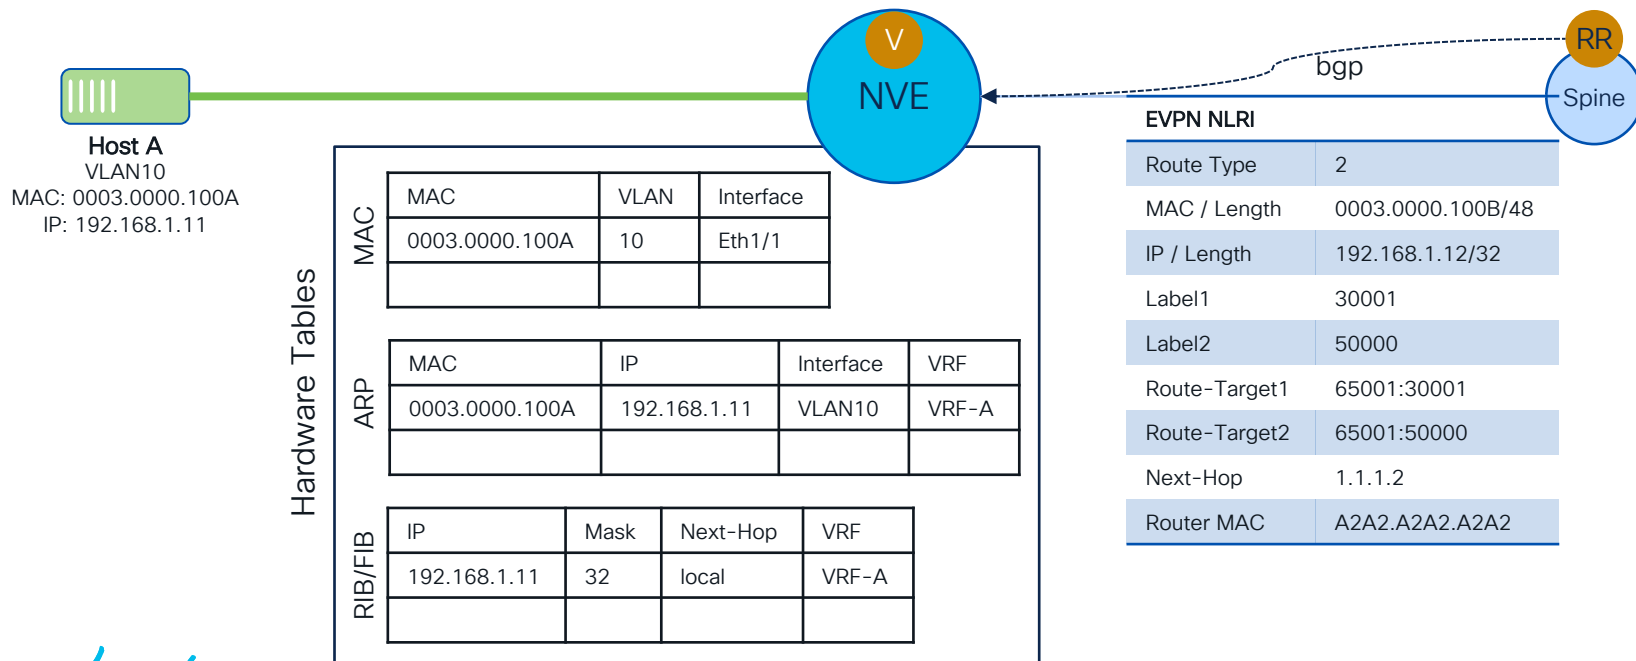 V
NVE
RR
bgp
Spine
Host A
VLAN10
MAC: 0003.0000.100A
IP: 192.168.1.11
Hardware Tables
MAC
MAC VLAN Interface
0003.0000.100A 10 Eth1/1
ARP
MAC IP Interface VRF
0003.0000.100A 192.168.1.11 VLAN10 VRF-A
RIB/FIB
IP Mask Next-Hop VRF
192.168.1.11 32 local VRF-A
EVPN NLRI
Route Type 2
MAC / Length 0003.0000.100B/48
IP / Length 192.168.1.12/32
Label1 30001
Label2 50000
Route-Target1 65001:30001
Route-Target2 65001:50000
Next-Hop 1.1.1.2
Router MAC A2A2.A2A2.A2A2